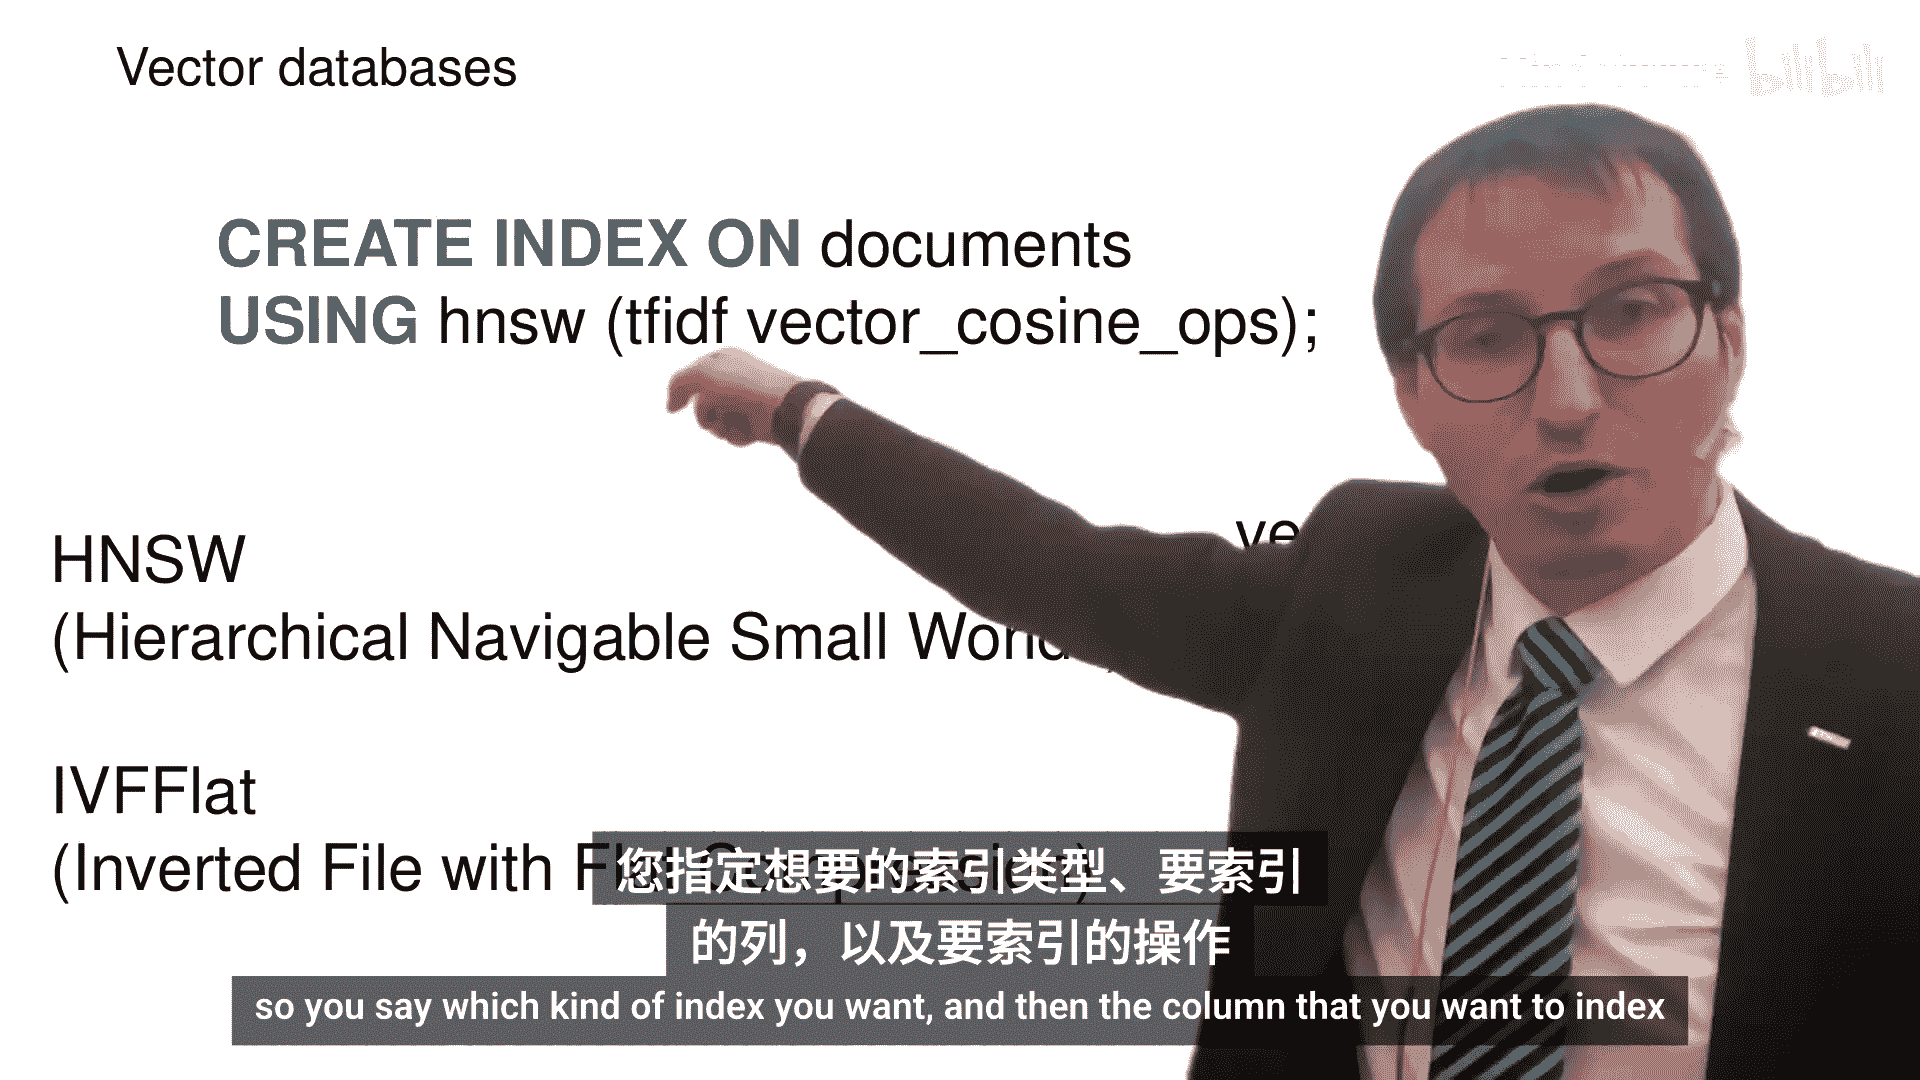 Vector databases
bilibili
CREATE INDEX ON documents
USING hnsw (tfidf vector_cosine_ops);
HNSW
(Hierarchical Navigable Small
IVFFlat
(Inverted File with
您指定想要的索引类型、要索引
的列，以及要索引的操作
so you say which kind of index you want, and then the column that you want to index